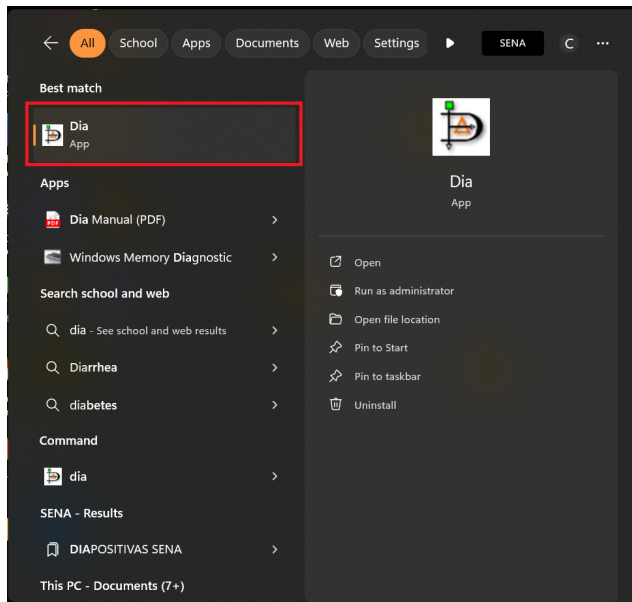 All School Apps Documents Web Settings SENA C
Best match
Dia
App
Apps
Dia Manual (PDF)
Windows Memory Diagnostic
Search school and web
dia - See school and web results
Diarrhea
diabetes
Command
dia
SENA - Results
DIAPOSITIVAS SENA
This PC - Documents (7+)
Dia
App
Open
Run as administrator
Open file location
Pin to Start
Pin to taskbar
Uninstall